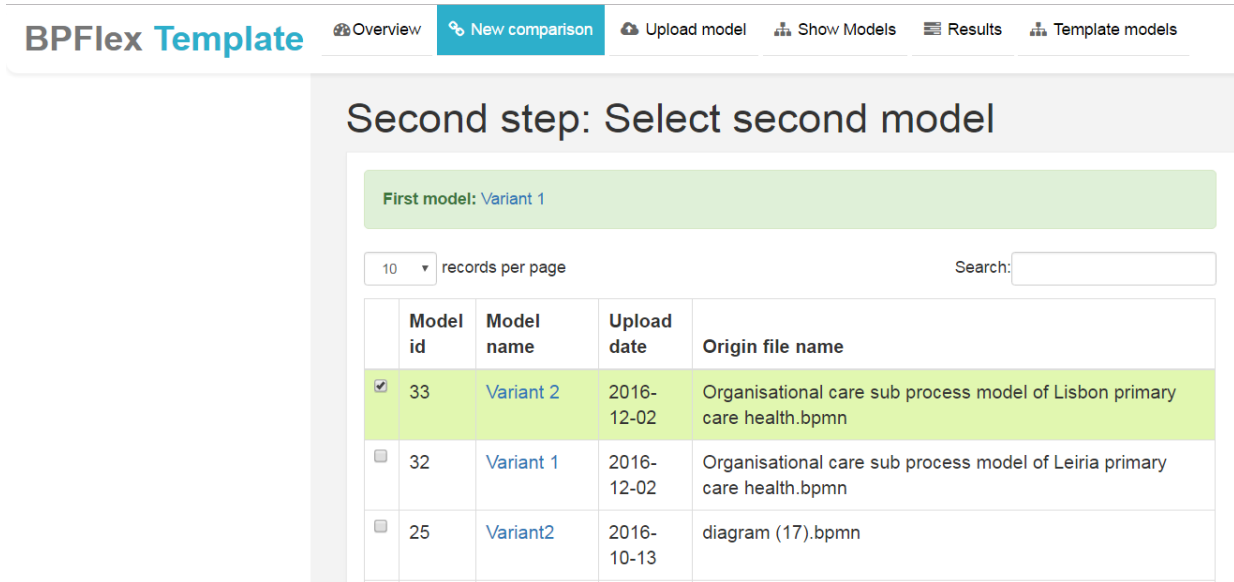 BPFlex Template Overview New comparison Upload model Show Models Results Template models
Second step: Select second model
First model: Variant 1
10 records per page Search:
Model id Model name Upload date Origin file name
33 Variant 2 2016-12-02 Organisational care sub process model of Lisbon primary
care health.bpmn
32 Variant 1 2016-12-02 Organisational care sub process model of Leiria primary
care health.bpmn
25 Variant2 2016-10-13 diagram (17).bpmn